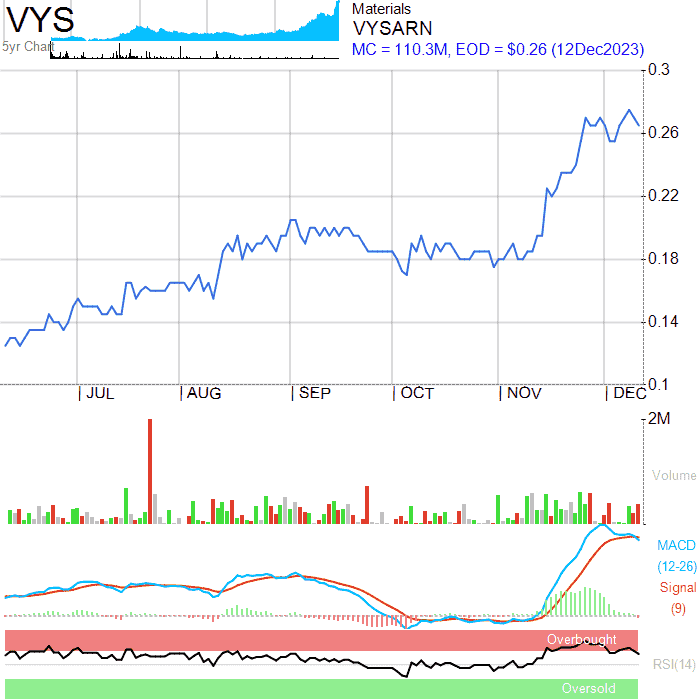 VYS
5yr Chart
Materials
VYSARN
MC = 110.3M, EOD = $0.26 (12Dec2023)
0.3
0.26
0.22
0.18
0.14
0.1
JUL AUG SEP OCT NOV DEC
2M
Volume
MACD
(12-26)
Signal
(9)
Overbought
RSI(14)
Oversold